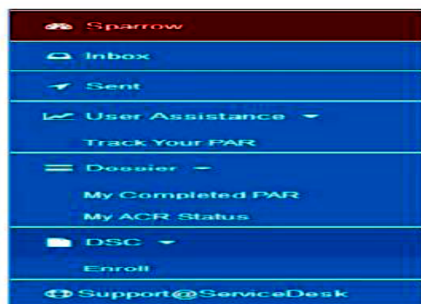 Sparrow
Inbox
Sent
User Assistance
Track Your PAR
Dossier
My Completed PAR
My ACR Status
DSC
Enroll
Support@ServiceDesk